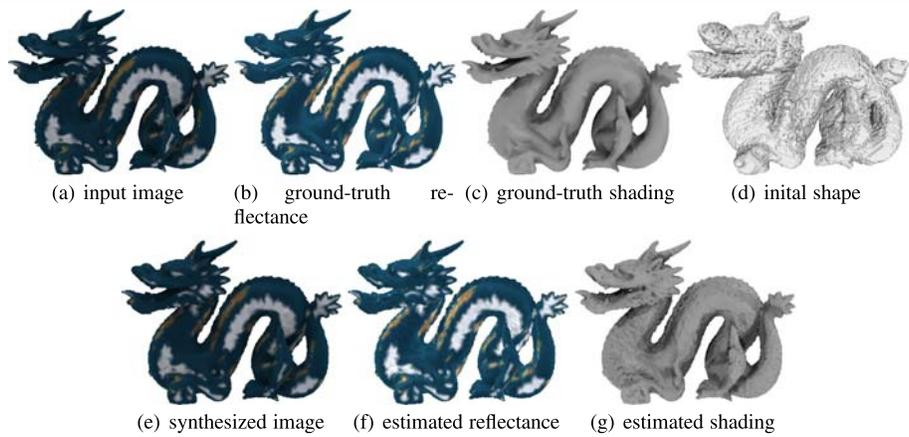 (a) input image
(b) ground-truth re-
flectance
(c) ground-truth shading
(d) inital shape
(e) synthesized image
(f) estimated reflectance
(g) estimated shading